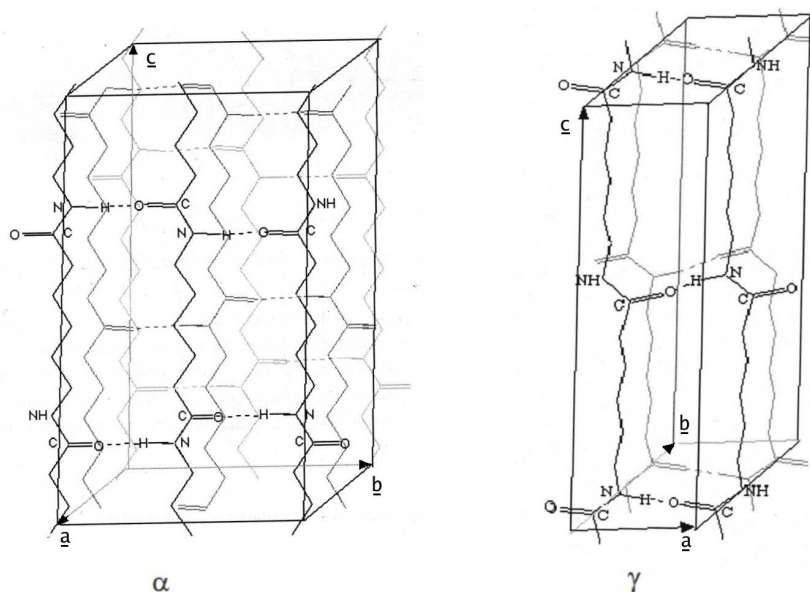 c
N H O C NH
O C N H O C
NH C O H N
C O H N C O
b
a
α
N H O NH
O C C
c
NH H N
C O C O
b
N H O NH
O C C
a
γ